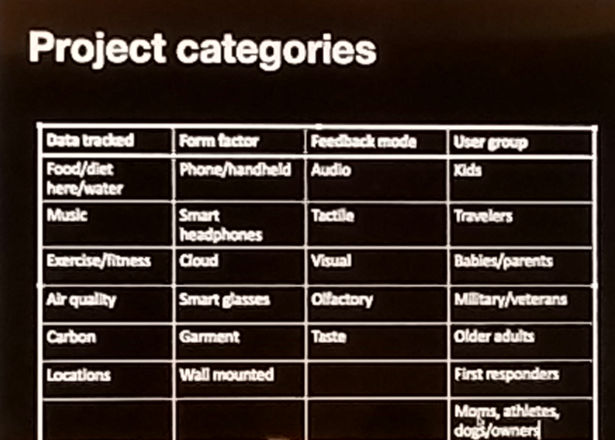 Project categories
Data tracked Form factor Feedback mode User group
Food/diet Phone/handheld Audio Kids
here/water
Music Smart Tactile Travelers
headphones
Exercise/fitness Cloud Visual Babies/parents
Air quality Smart glasses Olfactory Military/veterans
Carbon Garment Taste Older adults
Locations Wall mounted First responders
Moms, athletes,
dogs/owners